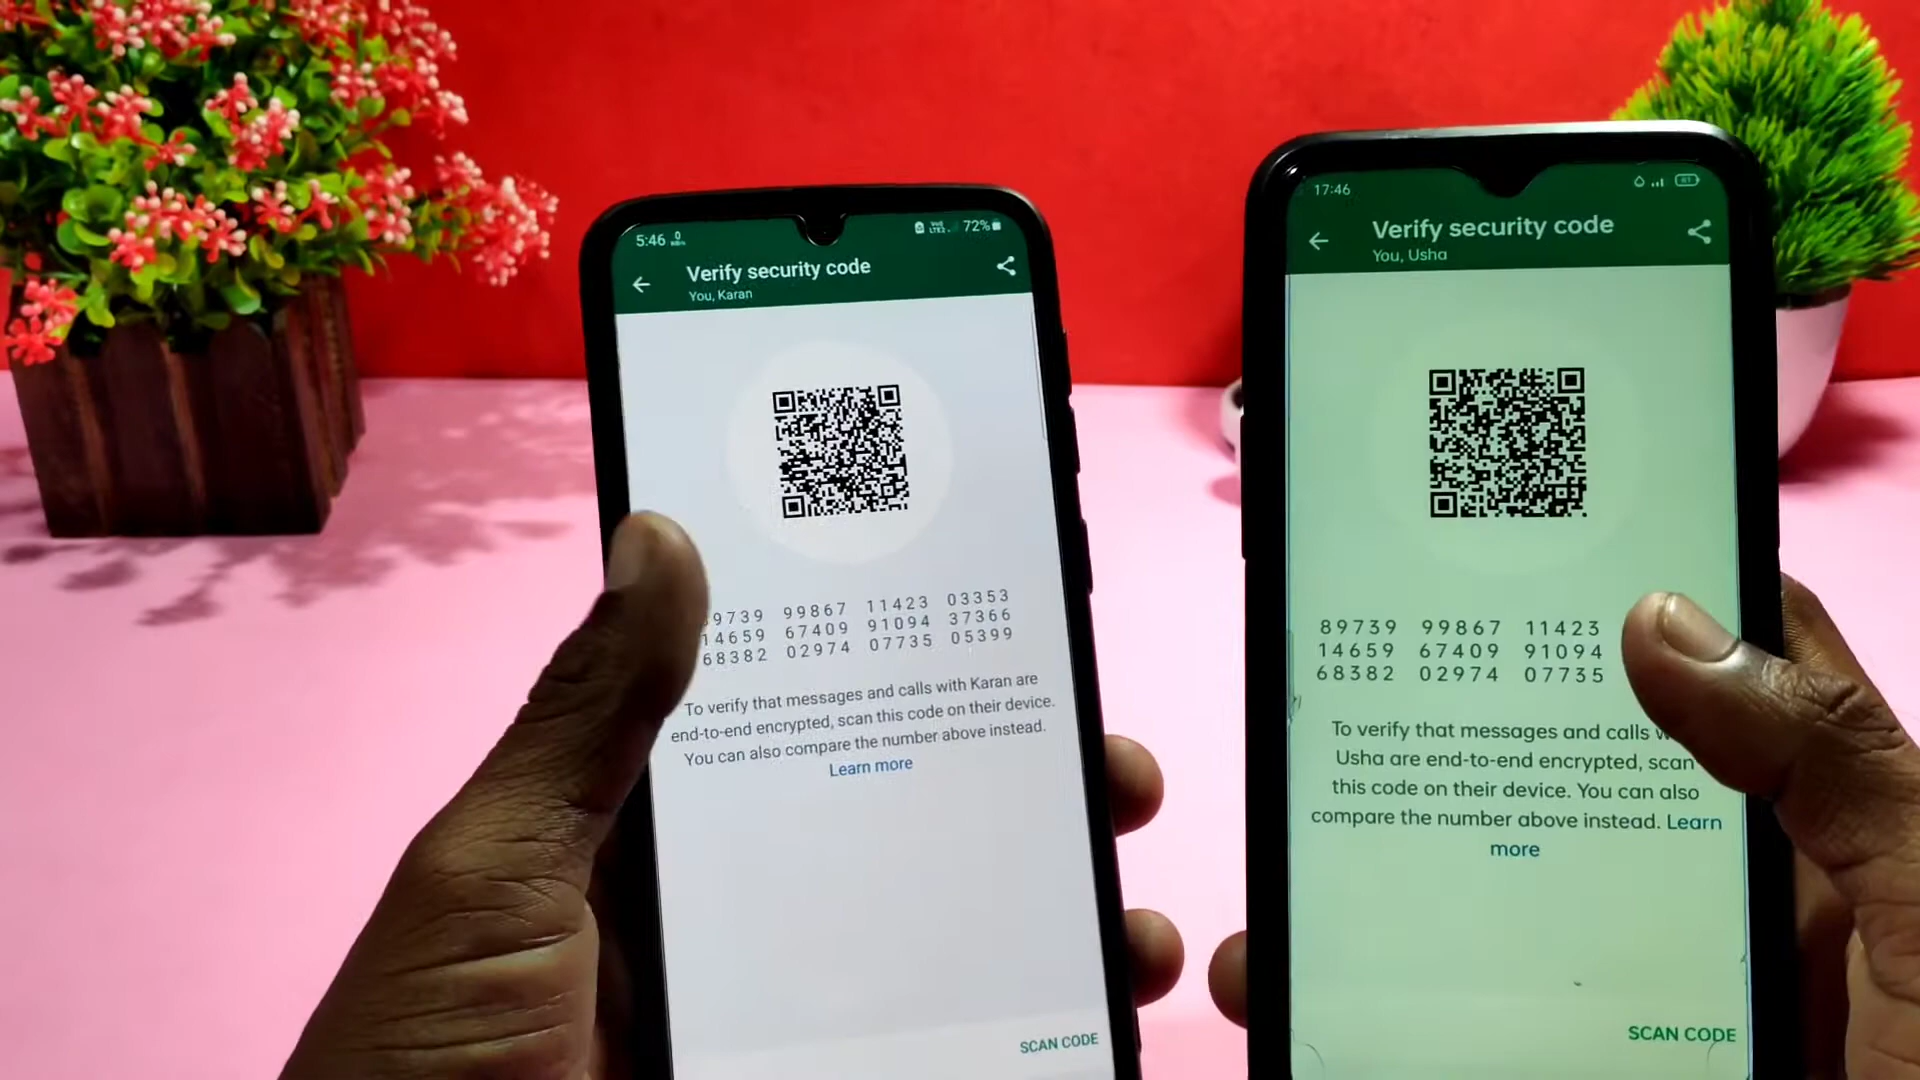 5:46
72%
Verify security code
You, Karan
9739 99867 11423 03353
14659 67409 91094 37366
68382 02974 07735 05399
To verify that messages and calls with Karan are
end-to-end encrypted, scan this code on their device.
You can also compare the number above instead.
Learn more
SCAN CODE
17:46
61
Verify security code
You, Usha
89739 99867 11423
14659 67409 91094
68382 02974 07735
To verify that messages and calls
Usha are end-to-end encrypted, scan
this code on their device. You can also
compare the number above instead. Learn
more
SCAN CODE